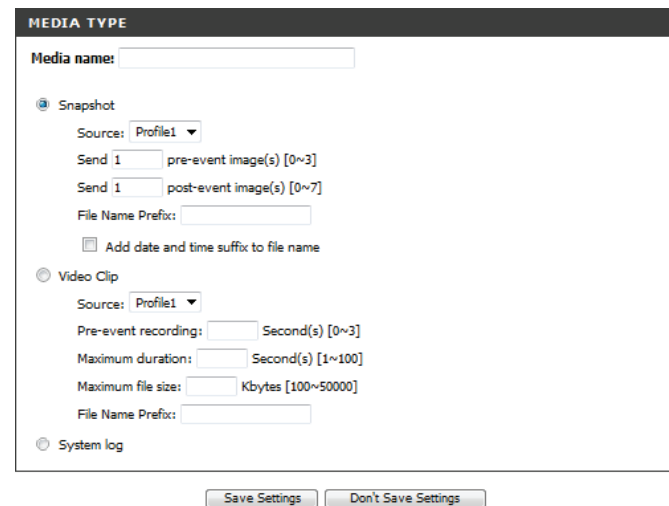 MEDIA TYPE
Media name:
Snapshot
Source: Profile1
Send 1 pre-event image(s) [0~3]
Send 1 post-event image(s) [0~7]
File Name Prefix:
Add date and time suffix to file name
Video Clip
Source: Profile1
Pre-event recording: Second(s) [0~3]
Maximum duration: Second(s) [1~100]
Maximum file size: Kbytes [100~50000]
File Name Prefix:
System log
Save Settings Don't Save Settings